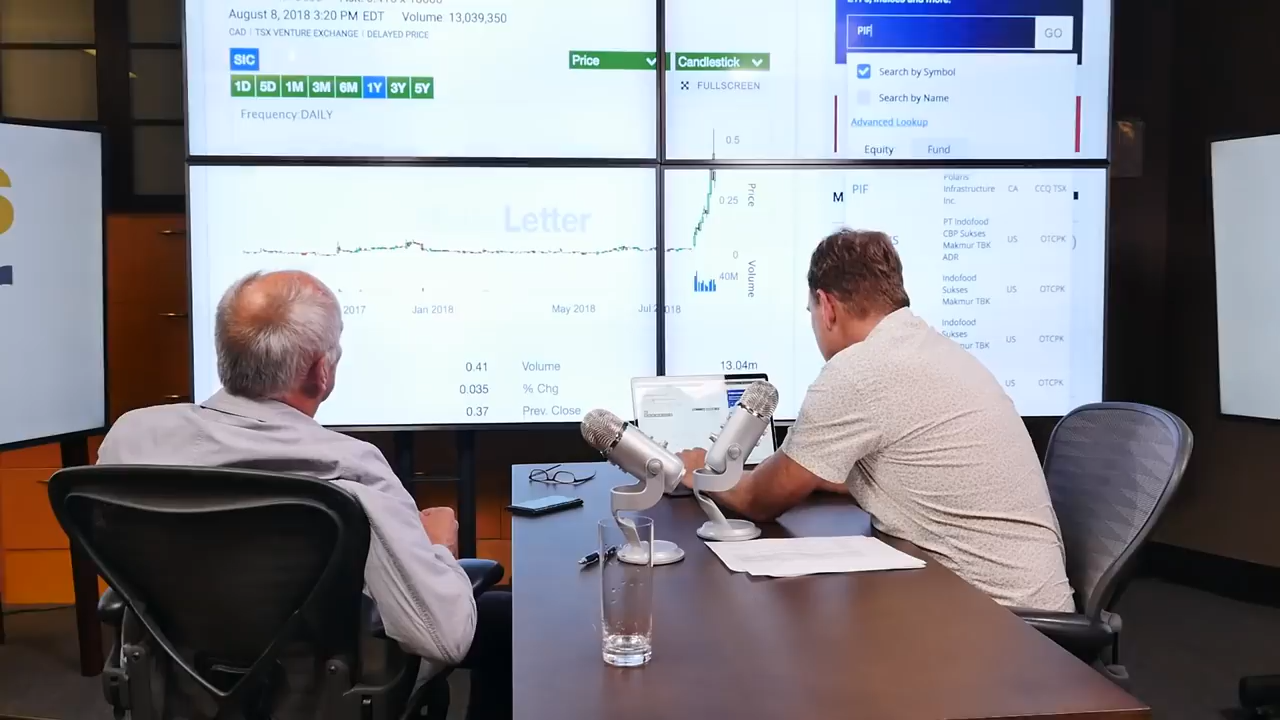 August 8, 2018 3:20 PM EDT Volume 13,039,350
CAD / TSX VENTURE EXCHANGE / DELAYED PRICE
SIC
1D 5D 1M 3M 6M 1Y 3Y 5Y
Frequency DAILY
Price
Candlestick
FULLSCREEN
0.5
0.25
0
Price
40M
Volume
Letter
2017 Jan 2018 May 2018 Jul 2018
0.41 Volume 13.04m
0.035 % Chg
0.37 Prev. Close
PIF
GO
Search by Symbol
Search by Name
Advanced Lookup
Equity Fund
M
PIF Polaris Infrastructure Inc. CA CCQ TSX
PT Indofood
CBP Sukses
Makmur TBK
ADR
US OTCPK
Indofood
Sukses
Makmur TBK
US OTCPK
Indofood
Sukses
mur TBK
US OTCPK
US OTCPK
S